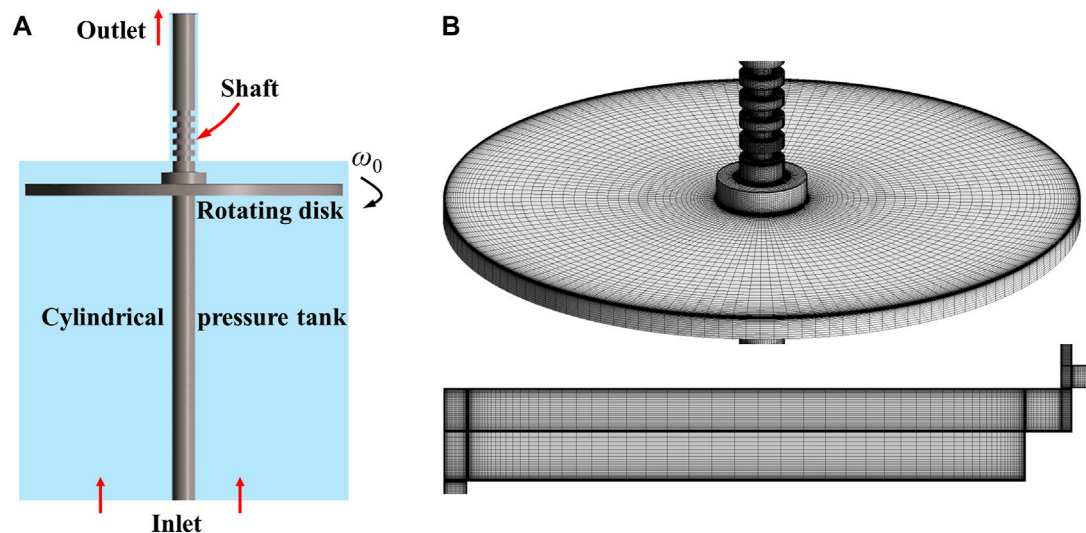 A
B
Outlet
Shaft
ω₀
Rotating disk
Cylindrical pressure tank
Inlet